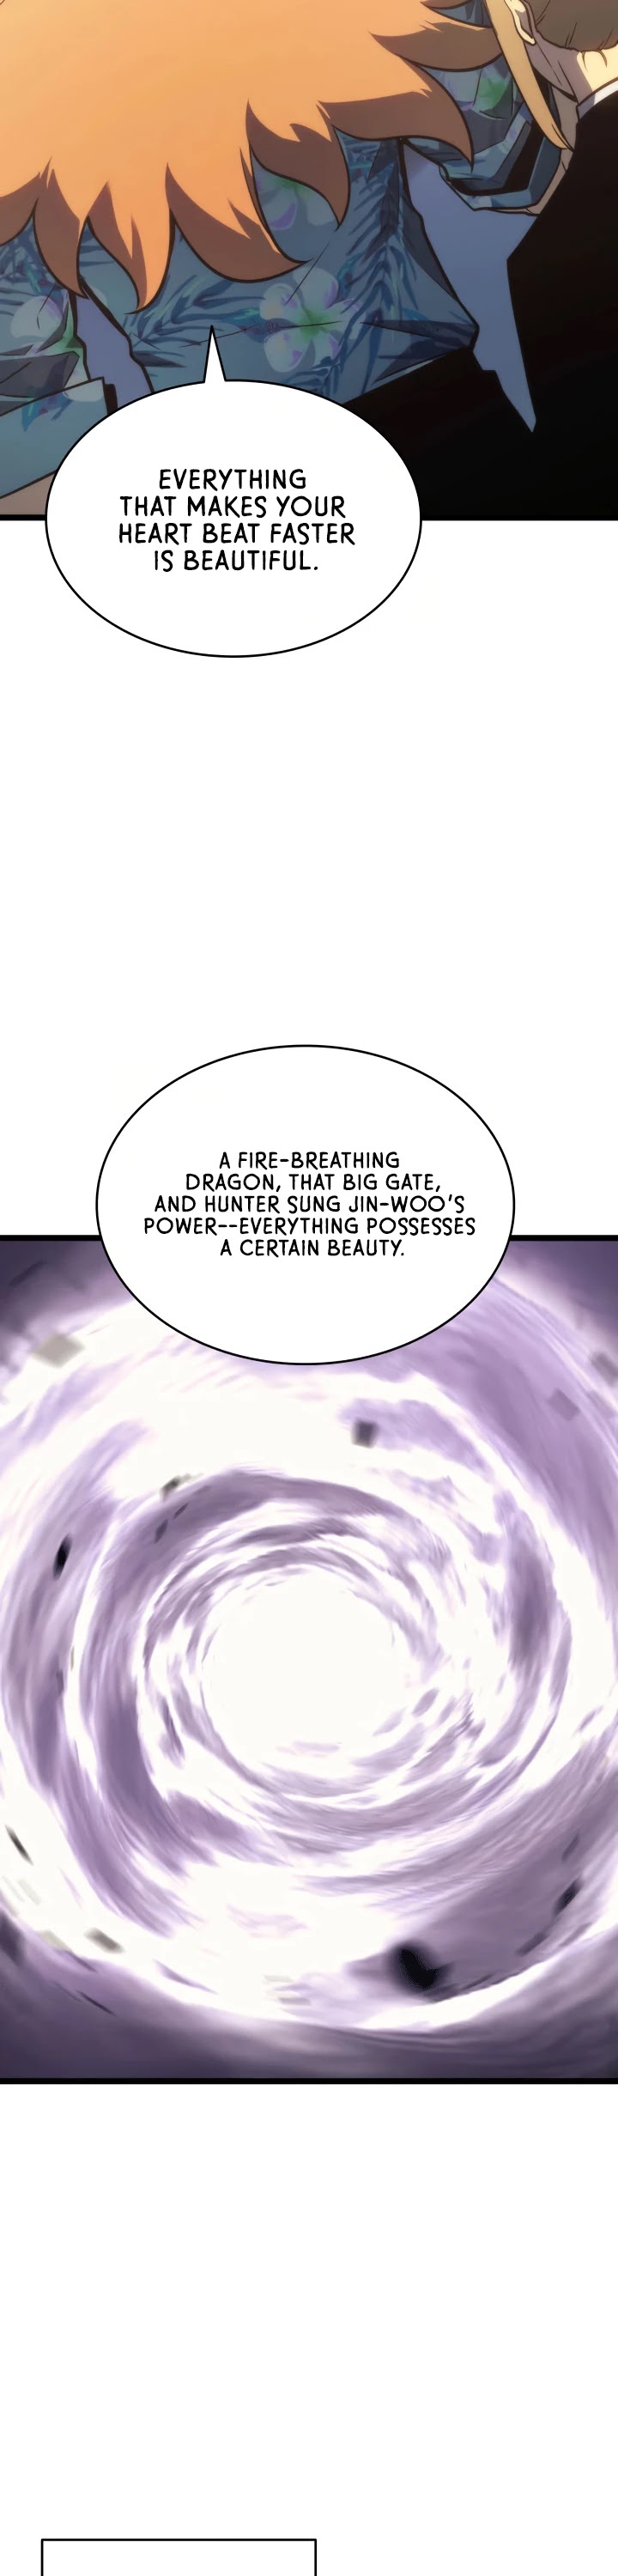 EVERYTHING
THAT MAKES YOUR
HEART BEAT FASTER
IS BEAUTIFUL.
A FIRE-BREATHING
DRAGON, THAT BIG GATE,
AND HUNTER SUNG JIN-WOO'S
POWER--EVERYTHING POSSESSES
A CERTAIN BEAUTY.